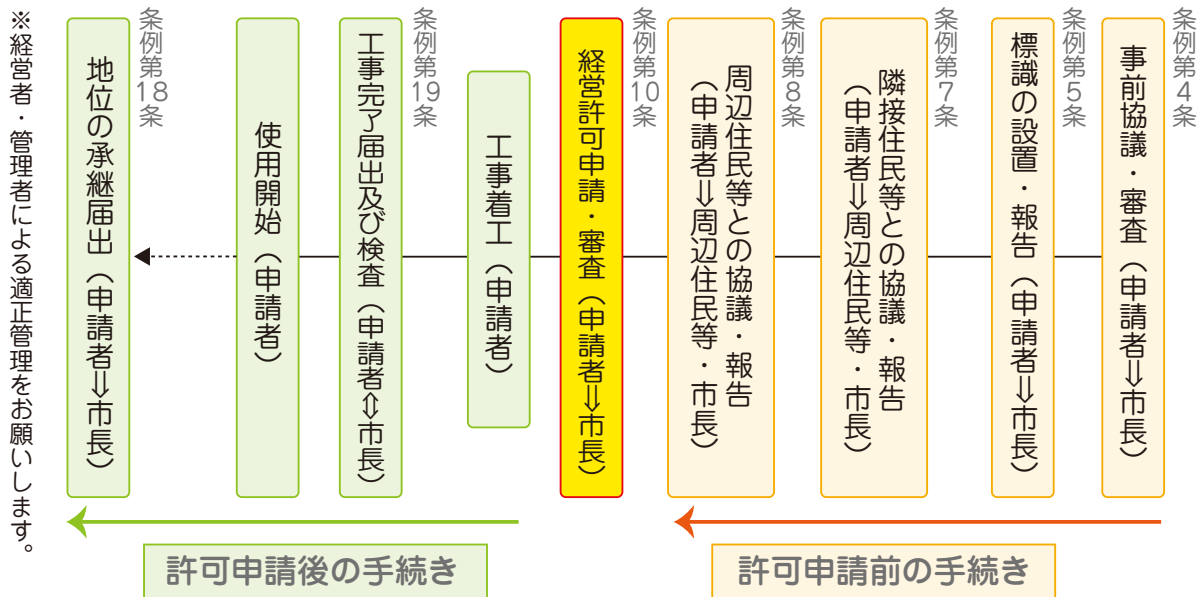 条例第4条
事前協議・審査（申請者⇒市長）
条例第5条
標識の設置・報告（申請者⇒市長）
条例第7条
隣接住民等との協議・報告
（申請者⇒周辺住民等・市長）
条例第8条
周辺住民等との協議・報告
（申請者⇒周辺住民等・市長）
条例第10条
経営許可申請・審査（申請者⇒市長）
工事着工（申請者）
条例第19条
工事完了届出及び検査（申請者⇔市長）
使用開始（申請者）
条例第18条
地位の承継届出（申請者⇒市長）
※経営者・管理者による適正管理をお願いします。
許可申請前の手続き
許可申請後の手続き